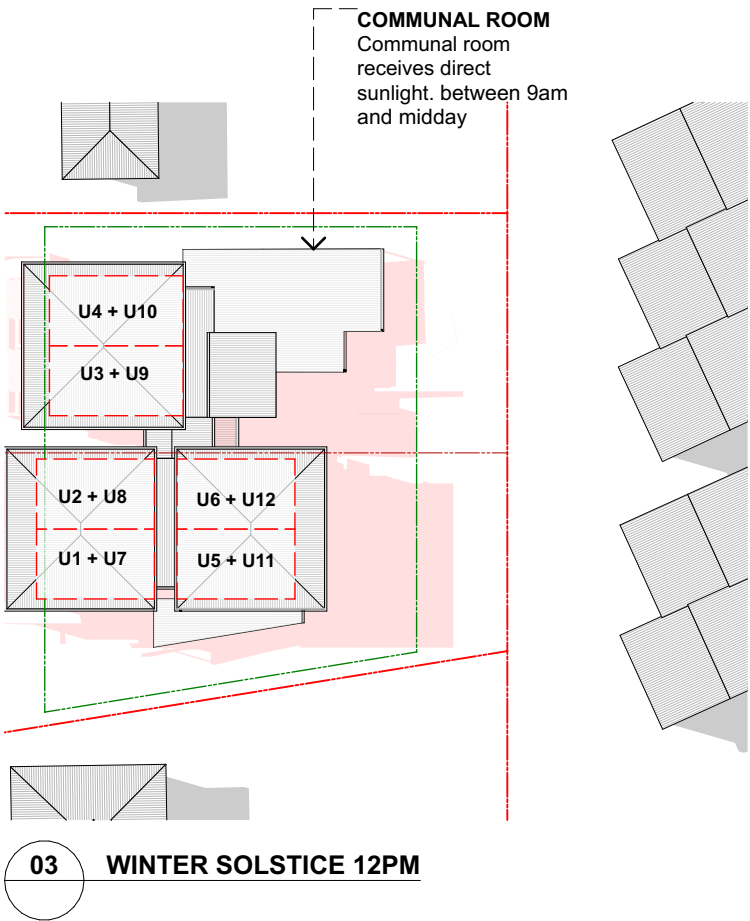 COMMUNAL ROOM
Communal room
receives direct
sunlight. between 9am
and midday
U4 + U10
U3 + U9
U2 + U8
U6 + U12
U1 + U7
U5 + U11
03 WINTER SOLSTICE 12PM